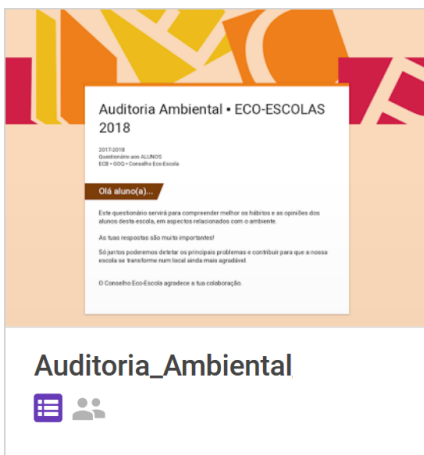 Auditoria Ambiental • ECO-ESCOLAS
2018
2017-2018
Questionário aos ALUNOS
ECB • GOQ • Conselho Eco-Escola
Olá aluno(a)...
Este questionário servirá para compreender melhor os hábitos e as opiniões dos
alunos desta escola, em aspectos relacionados com o ambiente.
As tuas respostas são muito importantes!
Só juntos poderemos detetar os principais problemas e contribuir para que a nossa
escola se transforme num local ainda mais agradável.
O Conselho Eco-Escola agradece a tua colaboração.
Auditoria_Ambiental